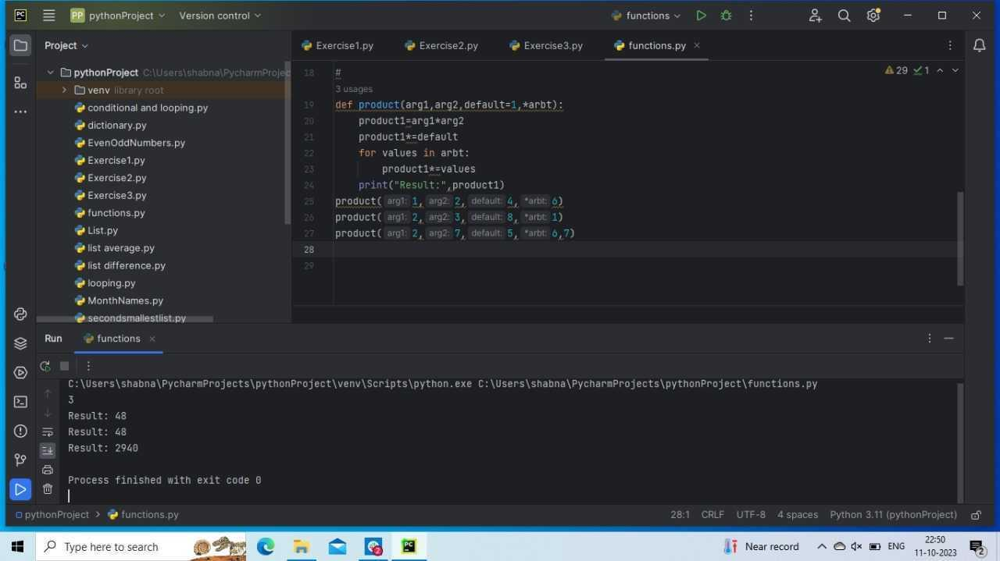 PC
PP pythonProject
Version control
functions
Project
Exercise1.py
Exercise2.py
Exercise3.py
functions.py
pythonProject C:\Users\shabna\PycharmProjec
venv library root
conditional and looping.py
dictionary.py
EvenOddNumbers.py
Exercise1.py
Exercise2.py
Exercise3.py
functions.py
List.py
list average.py
list difference.py
looping.py
MonthNames.py
secondsmallestlist.py
29 1
18 #
3 usages
19 def product(arg1,arg2,default=1,*arbt):
20 product1=arg1*arg2
21 product1*=default
22 for values in arbt:
23 product1*=values
24 print("Result:",product1)
25 product( arg1: 1, arg2: 2, default: 4, *arbt: 6)
26 product( arg1: 2, arg2: 3, default: 8, *arbt: 1)
27 product( arg1: 2, arg2: 7, default: 5, *arbt: 6,7)
28
29
Run
functions
C:\Users\shabna\PycharmProjects\pythonProject\venv\Scripts\python.exe C:\Users\shabna\PycharmProjects\pythonProject\functions.py
3
Result: 48
Result: 48
Result: 2940
Process finished with exit code 0
pythonProject > functions.py
28:1 CRLF UTF-8 4 spaces Python 3.11 (pythonProject)
Type here to search
PC
Near record
ENG
22:50
11-10-2023
2